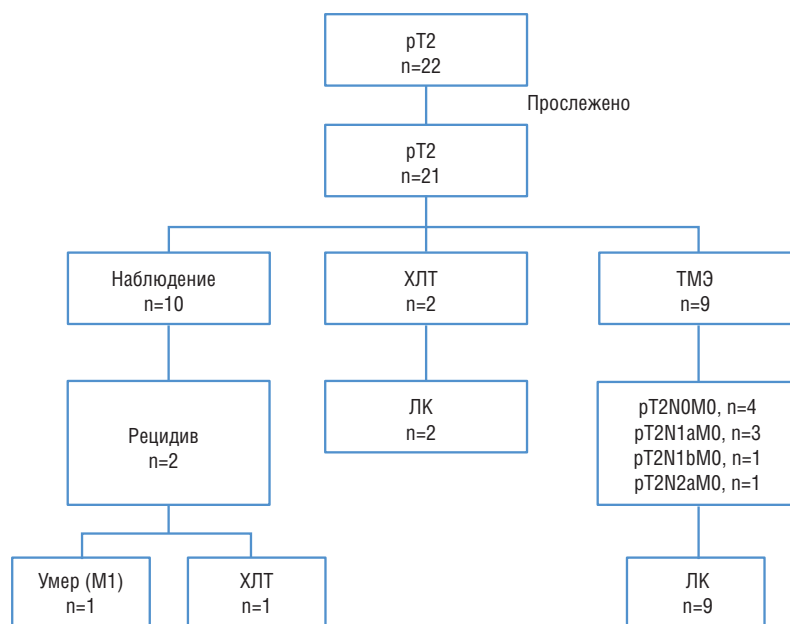 pT2
n=22
Прослежено
pT2
n=21
Наблюдение
n=10
ХЛТ
n=2
ТМЭ
n=9
Рецидив
n=2
ЛК
n=2
pT2N0M0, n=4
pT2N1aM0, n=3
pT2N1bM0, n=1
pT2N2aM0, n=1
Умер (М1)
n=1
ХЛТ
n=1
ЛК
n=9